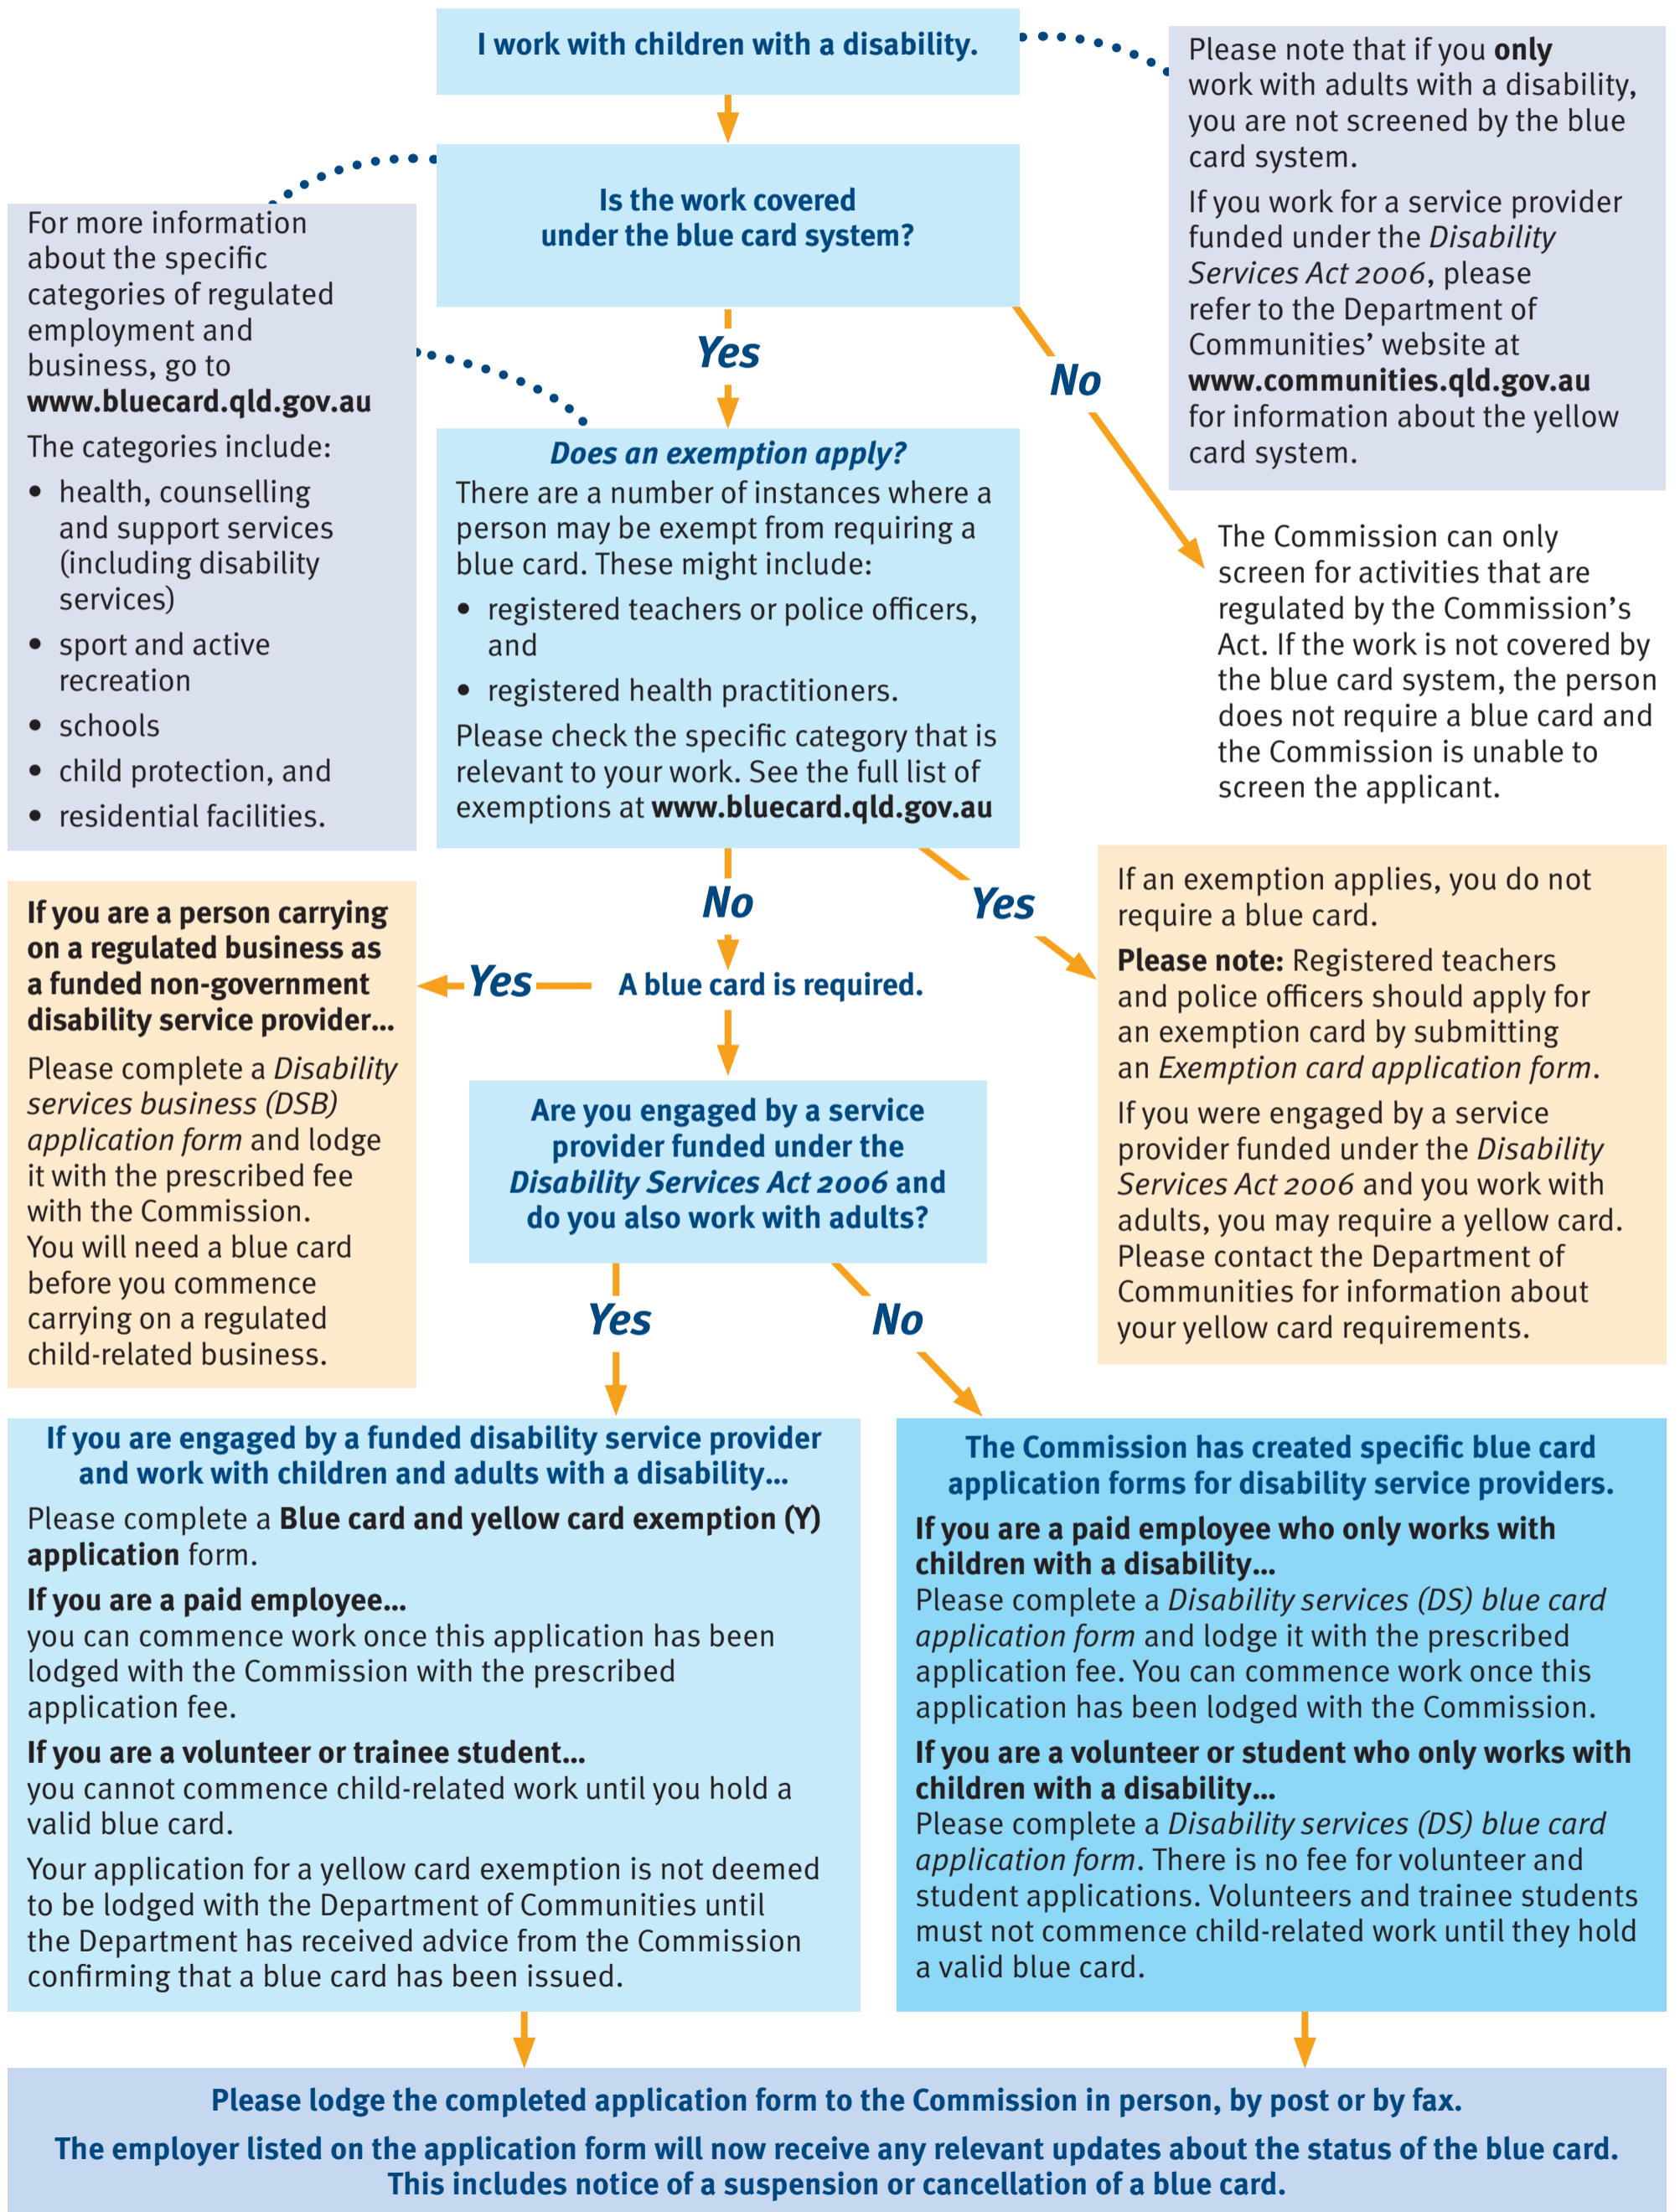 I work with children with a disability.
Please note that if you only
work with adults with a disability,
you are not screened by the blue
card system.
If you work for a service provider
funded under the Disability
Services Act 2006, please
refer to the Department of
Communities’ website at
www.communities.qld.gov.au
for information about the yellow
card system.
Is the work covered
under the blue card system?
For more information
about the specific
categories of regulated
employment and
business, go to
www.bluecard.qld.gov.au
The categories include:
• health, counselling
and support services
(including disability
services)
• sport and active
recreation
• schools
• child protection, and
• residential facilities.
Yes
No
Does an exemption apply?
There are a number of instances where a
person may be exempt from requiring a
blue card. These might include:
• registered teachers or police officers,
and
• registered health practitioners.
Please check the specific category that is
relevant to your work. See the full list of
exemptions at www.bluecard.qld.gov.au
The Commission can only
screen for activities that are
regulated by the Commission’s
Act. If the work is not covered by
the blue card system, the person
does not require a blue card and
the Commission is unable to
screen the applicant.
No
Yes
If an exemption applies, you do not
require a blue card.
Please note: Registered teachers
and police officers should apply for
an exemption card by submitting
an Exemption card application form.
If you were engaged by a service
provider funded under the Disability
Services Act 2006 and you work with
adults, you may require a yellow card.
Please contact the Department of
Communities for information about
your yellow card requirements.
A blue card is required.
Yes
If you are a person carrying
on a regulated business as
a funded non-government
disability service provider...
Please complete a Disability
services business (DSB)
application form and lodge
it with the prescribed fee
with the Commission.
You will need a blue card
before you commence
carrying on a regulated
child-related business.
Are you engaged by a service
provider funded under the
Disability Services Act 2006 and
do you also work with adults?
Yes
No
If you are engaged by a funded disability service provider
and work with children and adults with a disability...
Please complete a Blue card and yellow card exemption (Y)
application form.
If you are a paid employee...
you can commence work once this application has been
lodged with the Commission with the prescribed
application fee.
If you are a volunteer or trainee student...
you cannot commence child-related work until you hold a
valid blue card.
Your application for a yellow card exemption is not deemed
to be lodged with the Department of Communities until
the Department has received advice from the Commission
confirming that a blue card has been issued.
The Commission has created specific blue card
application forms for disability service providers.
If you are a paid employee who only works with
children with a disability...
Please complete a Disability services (DS) blue card
application form and lodge it with the prescribed
application fee. You can commence work once this
application has been lodged with the Commission.
If you are a volunteer or student who only works with
children with a disability...
Please complete a Disability services (DS) blue card
application form. There is no fee for volunteer and
student applications. Volunteers and trainee students
must not commence child-related work until they hold
a valid blue card.
Please lodge the completed application form to the Commission in person, by post or by fax.
The employer listed on the application form will now receive any relevant updates about the status of the blue card.
This includes notice of a suspension or cancellation of a blue card.